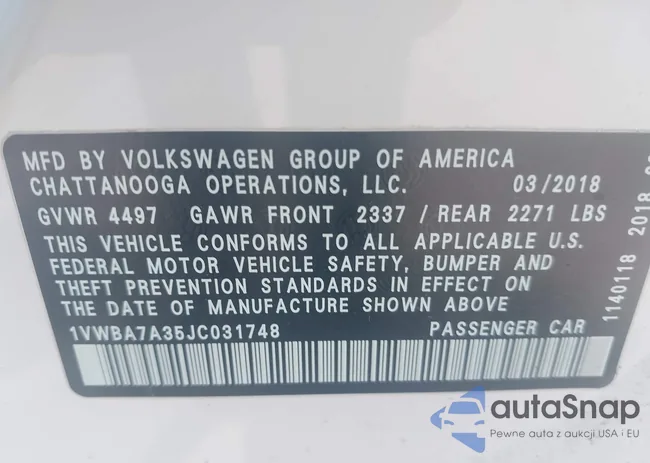 MFD BY VOLKSWAGEN GROUP OF AMERICA
CHATTANOOGA OPERATIONS, LLC. 03/2018
GVWR 4497 GAWR FRONT 2337 / REAR 2271 LBS
THIS VEHICLE CONFORMS TO ALL APPLICABLE U.S.
FEDERAL MOTOR VEHICLE SAFETY, BUMPER AND
THEFT PREVENTION STANDARDS IN EFFECT ON
THE DATE OF MANUFACTURE SHOWN ABOVE
1VWBA7A35JC031748 PASSENGER CAR
1140118 2018
autaSnap
Pewne auta z aukcji USA i EU